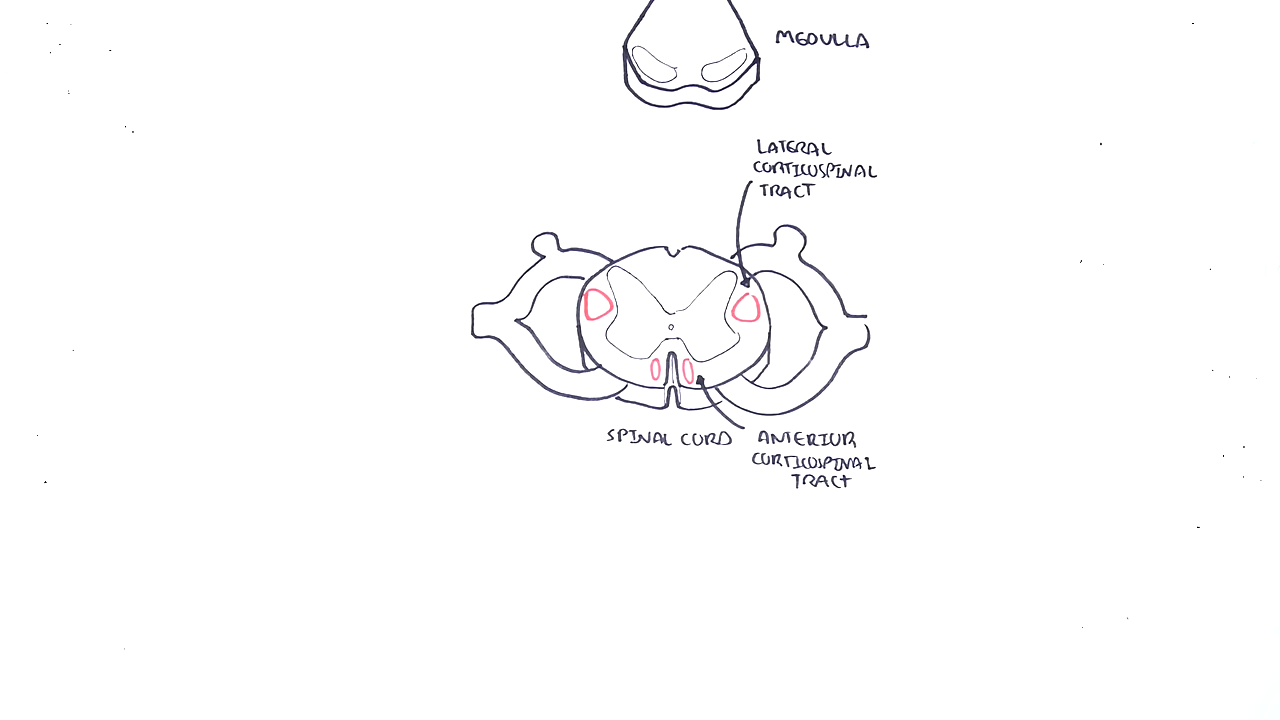 MEDULLA
LATERAL
CORTICOSPINAL
TRACT
SPINAL CORD
ANTERIOR
CORTICOSPINAL
TRACT